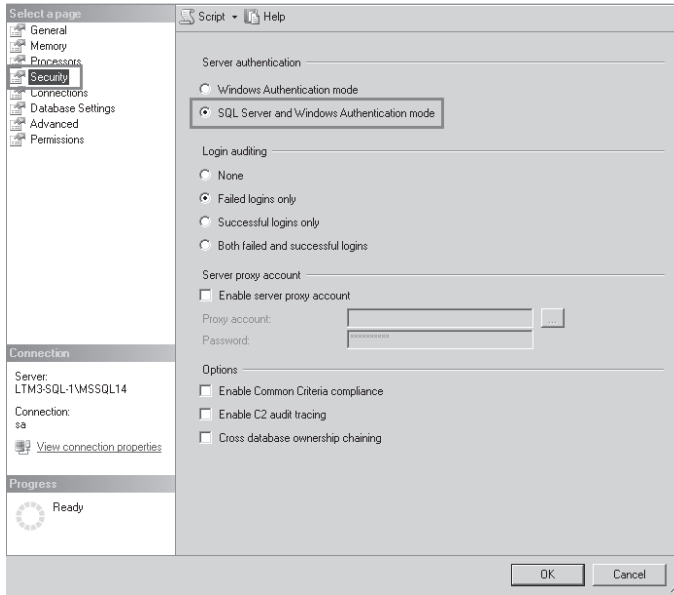 Select a page
General
Memory
Processors
Security
Connections
Database Settings
Advanced
Permissions
Connection
Server:
LTM3-SQL-1\MSSQL14
Connection:
sa
View connection properties
Progress
Ready
Script Help
Server authentication
Windows Authentication mode
SQL Server and Windows Authentication mode
Login auditing
None
Failed logins only
Successful logins only
Both failed and successful logins
Server proxy account
Enable server proxy account
Proxy account:
...
Password:
**********
Options
Enable Common Criteria compliance
Enable C2 audit tracing
Cross database ownership chaining
OK Cancel